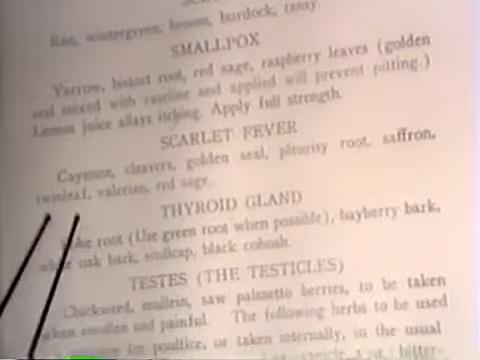 Rue, wintergreen, broom, burdock, tansy.
SMALLPOX
Yarrow, bistort root, red sage, raspberry leaves (golden
seal mixed with vaseline and applied will prevent pitting.)
Lemon juice allays itching. Apply full strength.
SCARLET FEVER
Cayenne, cleavers, golden seal, pleurisy root, saffron,
twinleaf, valerian, red sage.
THYROID GLAND
root (Use green root when possible), bayberry bark,
white oak bark, scullcap, black cohosh.
TESTES (THE TESTICLES)
Chickweed, mullein, saw palmetto berries, to be taken
when swollen and painful. The following herbs to be used
for poultice, or taken internally, in the usual
bitter-